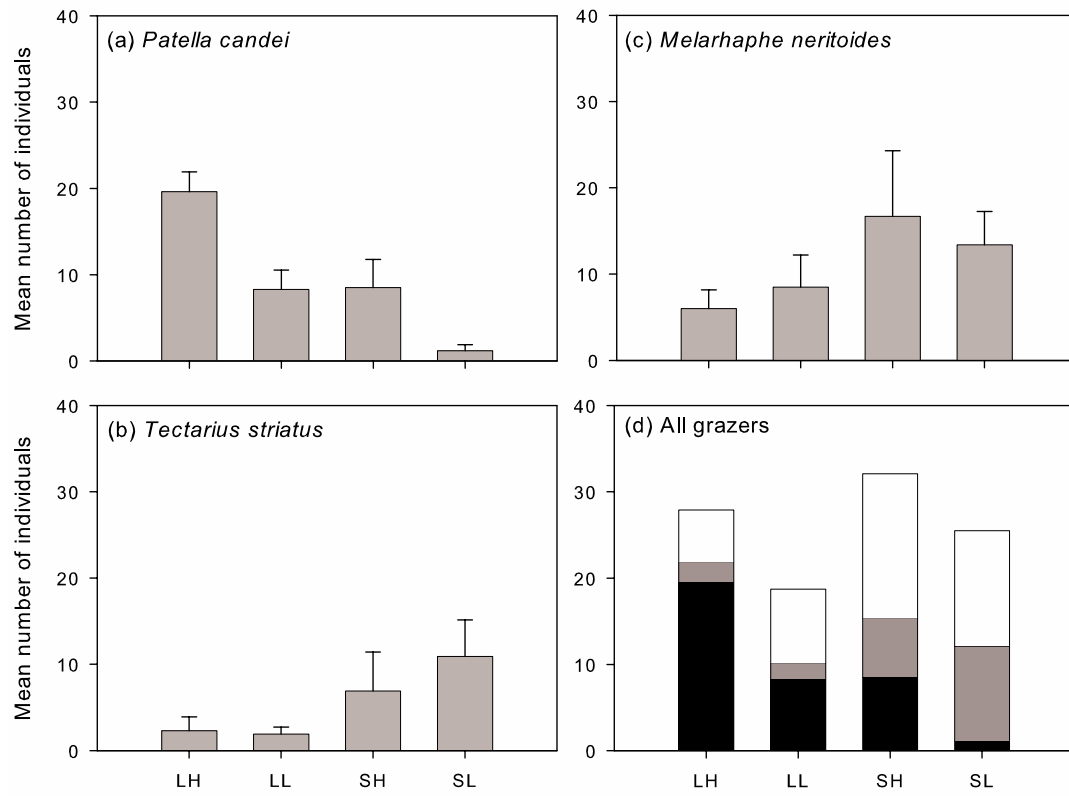 (a) Patella candei
Mean number of individuals
40
30
20
10
0
(c) Melarhaphe neritoides
40
30
20
10
0
(b) Tectarius striatus
Mean number of individuals
40
30
20
10
0
LH LL SH SL
(d) All grazers
40
30
20
10
0
LH LL SH SL